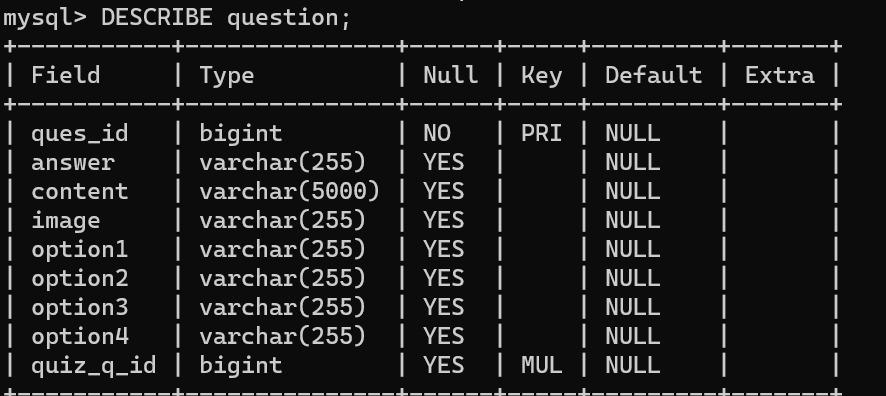 mysql> DESCRIBE question;
+-----------+---------------+------+-----+---------+-------+
| Field     | Type          | Null | Key | Default | Extra |
+-----------+---------------+------+-----+---------+-------+
| ques_id   | bigint        | NO   | PRI | NULL    |       |
| answer    | varchar(255)  | YES  |     | NULL    |       |
| content   | varchar(5000) | YES  |     | NULL    |       |
| image     | varchar(255)  | YES  |     | NULL    |       |
| option1   | varchar(255)  | YES  |     | NULL    |       |
| option2   | varchar(255)  | YES  |     | NULL    |       |
| option3   | varchar(255)  | YES  |     | NULL    |       |
| option4   | varchar(255)  | YES  |     | NULL    |       |
| quiz_q_id | bigint        | YES  | MUL | NULL    |       |
+-----------+---------------+------+-----+---------+-------+